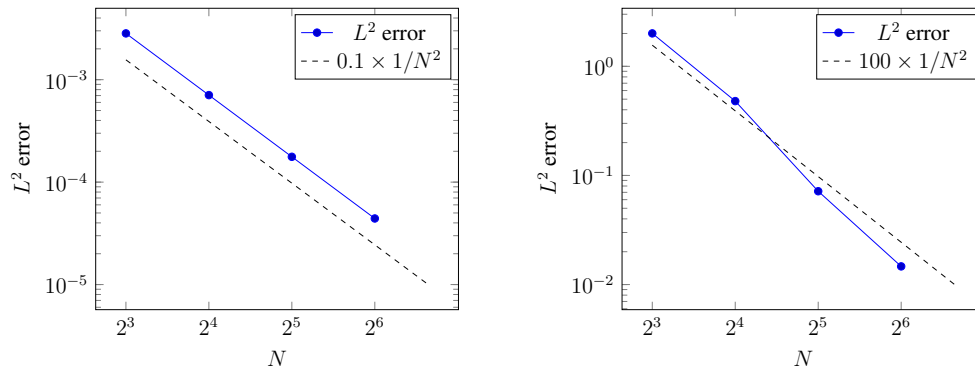 L² error
0.1 × 1/N²
10⁻³
10⁻⁴
10⁻⁵
L² error
2³ 2⁴ 2⁵ 2⁶
N
L² error
100 × 1/N²
10⁰
10⁻¹
10⁻²
L² error
2³ 2⁴ 2⁵ 2⁶
N